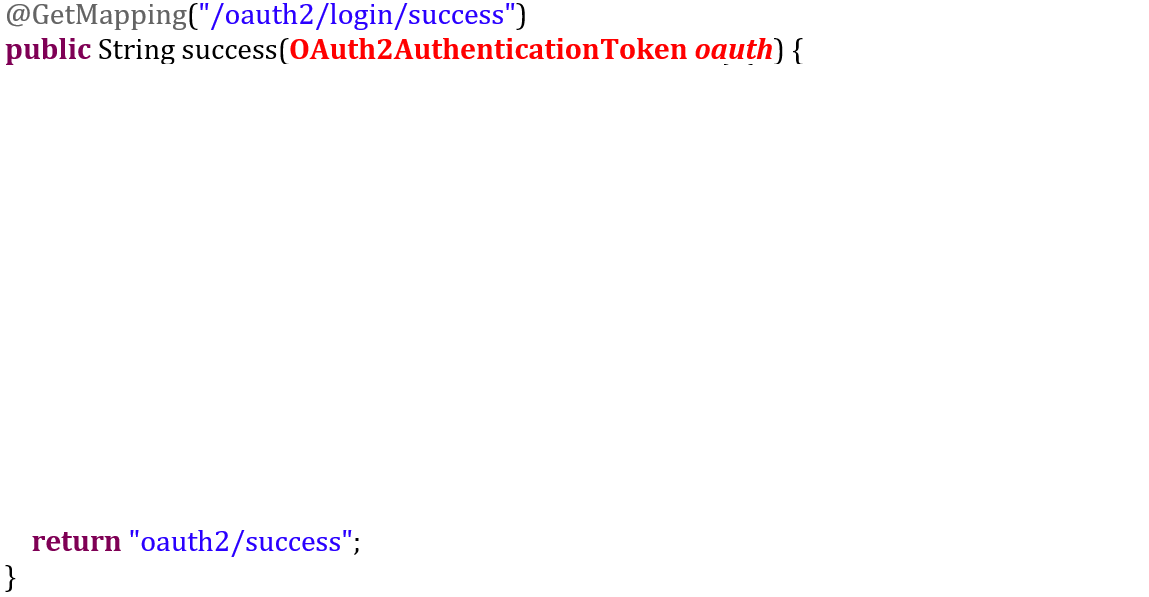 @GetMapping("/oauth2/login/success")
public String success(OAuth2AuthenticationToken oauth) {
return "oauth2/success";
}